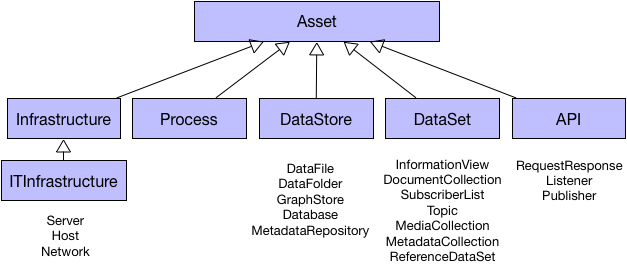 Asset
Infrastructure
Process
DataStore
DataSet
API
ITInfrastructure
Server
Host
Network
DataFile
DataFolder
GraphStore
Database
MetadataRepository
InformationView
DocumentCollection
SubscriberList
Topic
MediaCollection
MetadataCollection
ReferenceDataSet
RequestResponse
Listener
Publisher